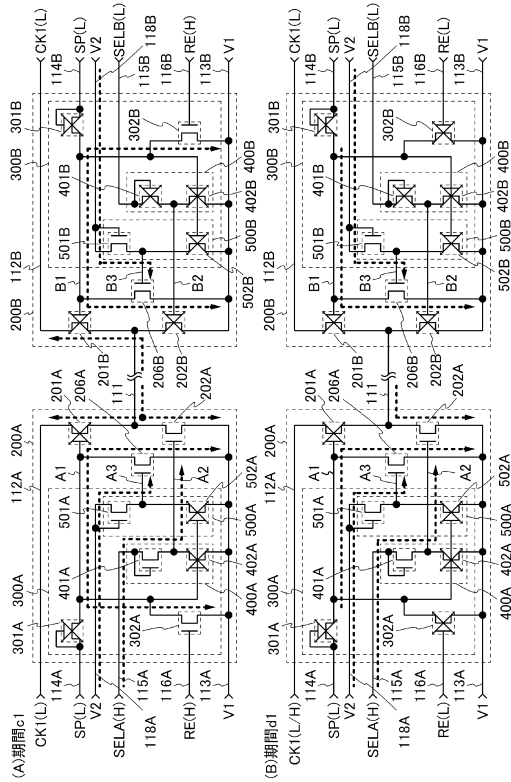 (A)期間c1
301A
300A
112A
200A
201A
206A
201B
200B
112B
300B
301B
CK1(L)
114A
SP(L)
V2
SELA(H)
115A
118A
116A
RE(H)
113A
V1
A1
A3
A2
501A
401A
302A
402A
502A
400A
500A
202A
111
B1
B3
B2
206B
202B
501B
401B
302B
402B
502B
500B
400B
CK1(L)
SP(L)
114B
V2
118B
SELB(L)
115B
RE(H)
116B
V1
113B
(B)期間d1
301A
300A
112A
200A
201A
206A
201B
200B
112B
300B
301B
CK1(L/H)
114A
SP(L)
V2
SELA(H)
115A
118A
116A
RE(L)
113A
V1
A1
A3
A2
501A
401A
302A
402A
502A
400A
500A
202A
111
B1
B3
B2
206B
202B
501B
401B
302B
402B
502B
500B
400B
CK1(L)
SP(L)
114B
V2
118B
SELB(L)
115B
RE(L)
116B
V1
113B